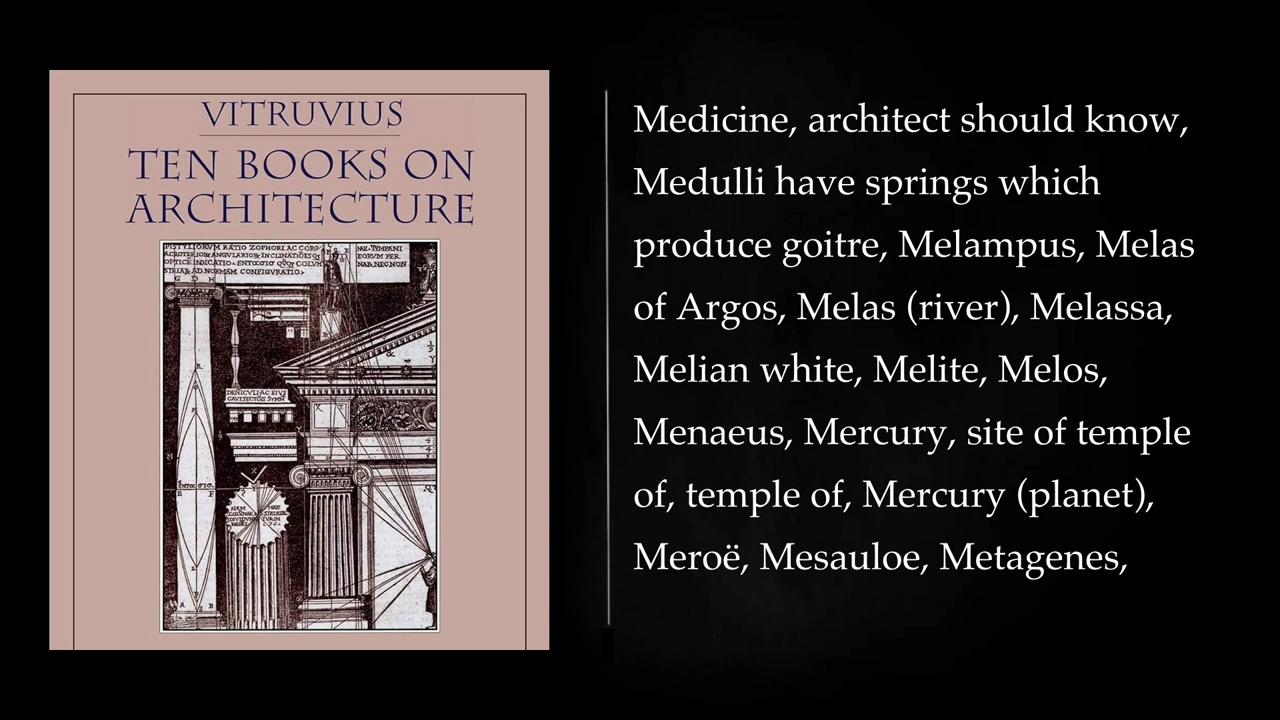 VITRUVIUS
TEN BOOKS ON
ARCHITECTURE
Medicine, architect should know,
Medulli have springs which
produce goitre, Melampus, Melas
of Argos, Melas (river), Melassa,
Melian white, Melite, Melos,
Menaeus, Mercury, site of temple
of, temple of, Mercury (planet),
Meroë, Mesauloe, Metagenes,